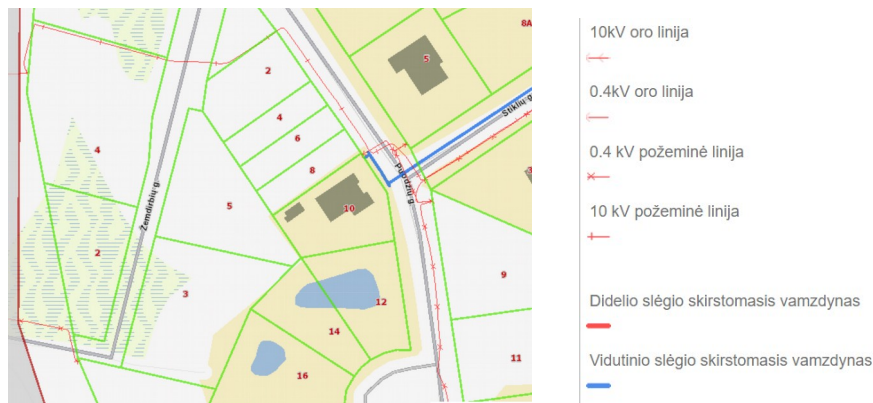 8A
5
2
4
6
8
10
4
5
2
3
12
14
16
9
11
3
Žemdirbių g.
Puodžių g.
Stiklių g.
10kV oro linija
0.4kV oro linija
0.4 kV požeminė linija
10 kV požeminė linija
Didelio slėgio skirstomasis vamzdynas
Vidutinio slėgio skirstomasis vamzdynas